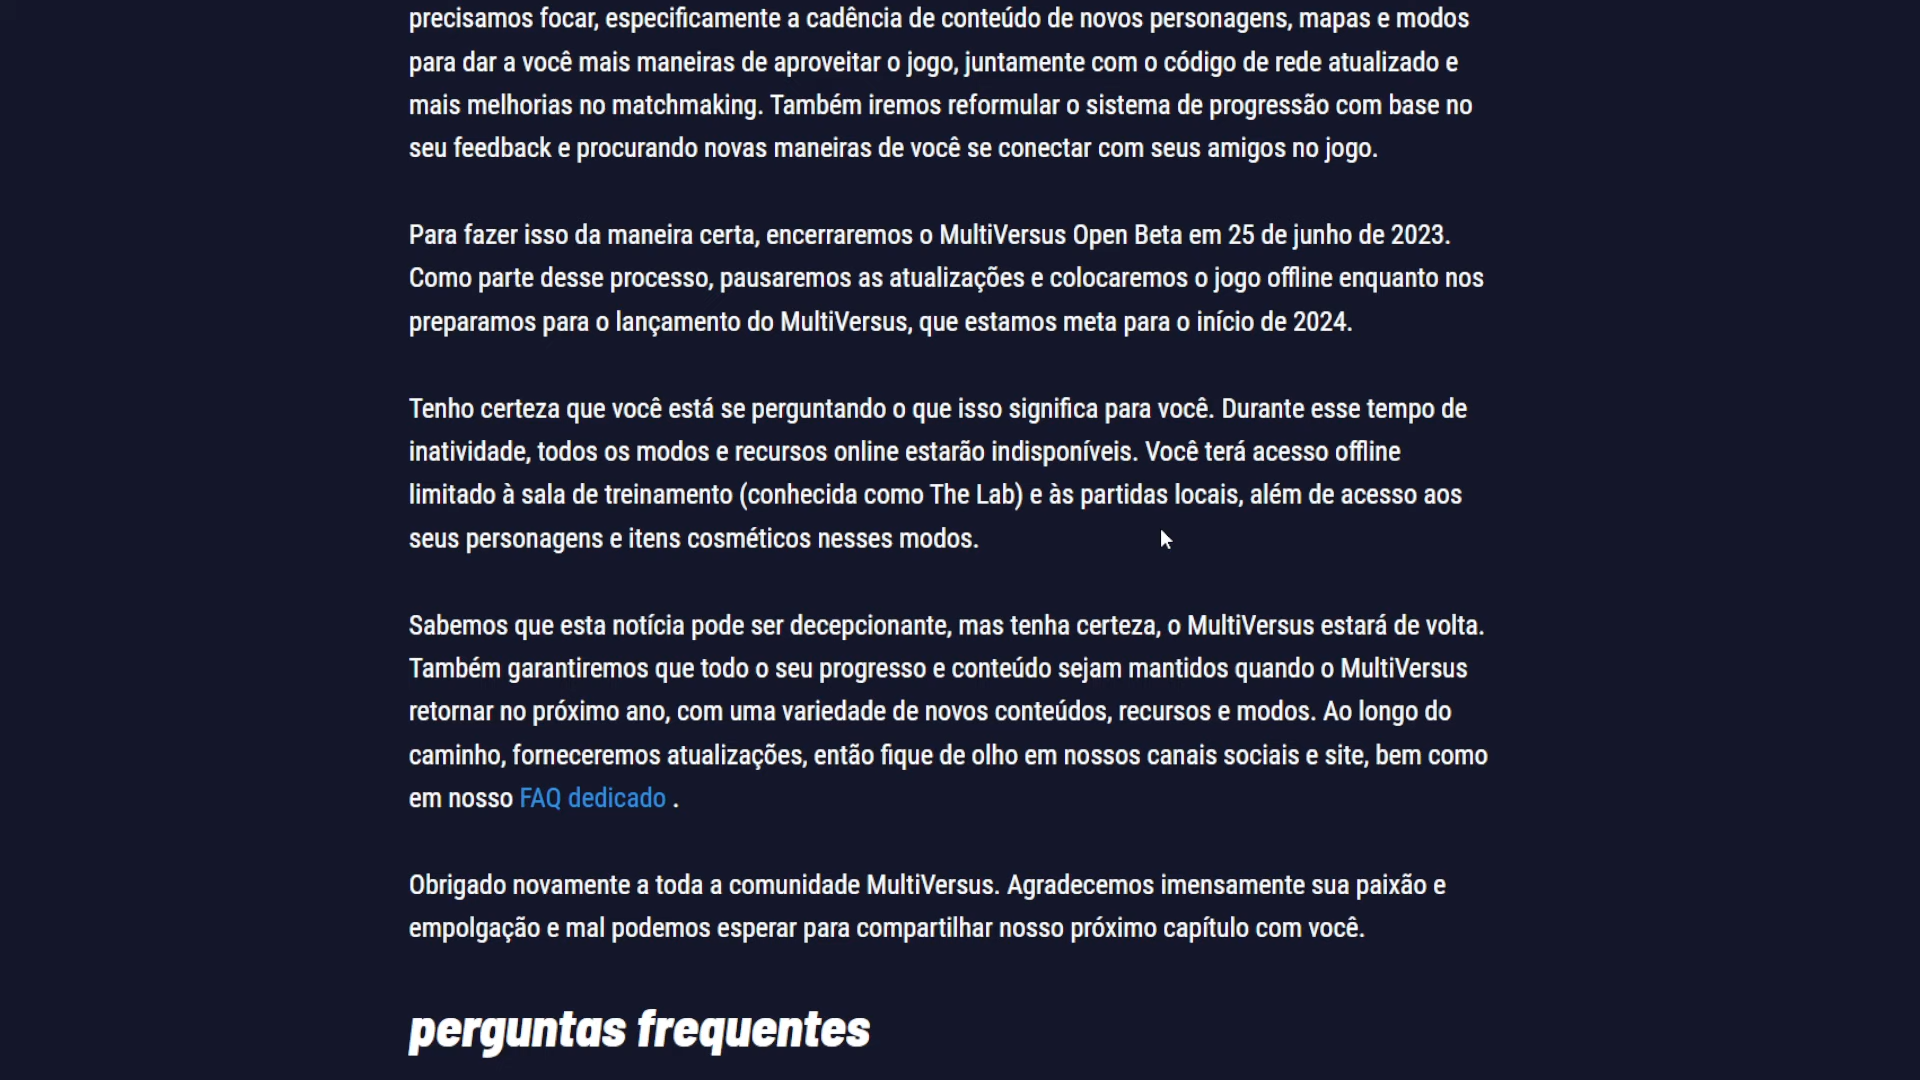 precisamos focar, especificamente a cadência de conteúdo de novos personagens, mapas e modos
para dar a você mais maneiras de aproveitar o jogo, juntamente com o código de rede atualizado e
mais melhorias no matchmaking. Também iremos reformular o sistema de progressão com base no
seu feedback e procurando novas maneiras de você se conectar com seus amigos no jogo.
Para fazer isso da maneira certa, encerraremos o MultiVersus Open Beta em 25 de junho de 2023.
Como parte desse processo, pausaremos as atualizações e colocaremos o jogo offline enquanto nos
preparamos para o lançamento do MultiVersus, que estamos meta para o início de 2024.
Tenho certeza que você está se perguntando o que isso significa para você. Durante esse tempo de
inatividade, todos os modos e recursos online estarão indisponíveis. Você terá acesso offline
limitado à sala de treinamento (conhecida como The Lab) e às partidas locais, além de acesso aos
seus personagens e itens cosméticos nesses modos.
Sabemos que esta notícia pode ser decepcionante, mas tenha certeza, o MultiVersus estará de volta.
Também garantiremos que todo o seu progresso e conteúdo sejam mantidos quando o MultiVersus
retornar no próximo ano, com uma variedade de novos conteúdos, recursos e modos. Ao longo do
caminho, forneceremos atualizações, então fique de olho em nossos canais sociais e site, bem como
em nosso FAQ dedicado .
Obrigado novamente a toda a comunidade MultiVersus. Agradecemos imensamente sua paixão e
empolgação e mal podemos esperar para compartilhar nosso próximo capítulo com você.
perguntas frequentes